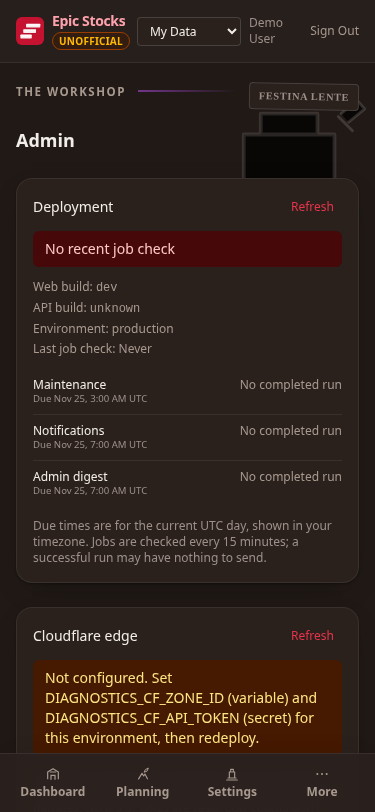 Epic Stocks
UNOFFICIAL
My Data
Demo
User
Sign Out
THE WORKSHOP
FESTINA LENTE
Admin
Deployment
Refresh
No recent job check
Web build: dev
API build: unknown
Environment: production
Last job check: Never
Maintenance
No completed run
Due Nov 25, 3:00 AM UTC
Notifications
No completed run
Due Nov 25, 7:00 AM UTC
Admin digest
No completed run
Due Nov 25, 7:00 AM UTC
Due times are for the current UTC day, shown in your
timezone. Jobs are checked every 15 minutes; a
successful run may have nothing to send.
Cloudflare edge
Refresh
Not configured. Set
DIAGNOSTICS_CF_ZONE_ID (variable) and
DIAGNOSTICS_CF_API_TOKEN (secret) for
this environment, then redeploy.
Dashboard
Planning
Settings
More